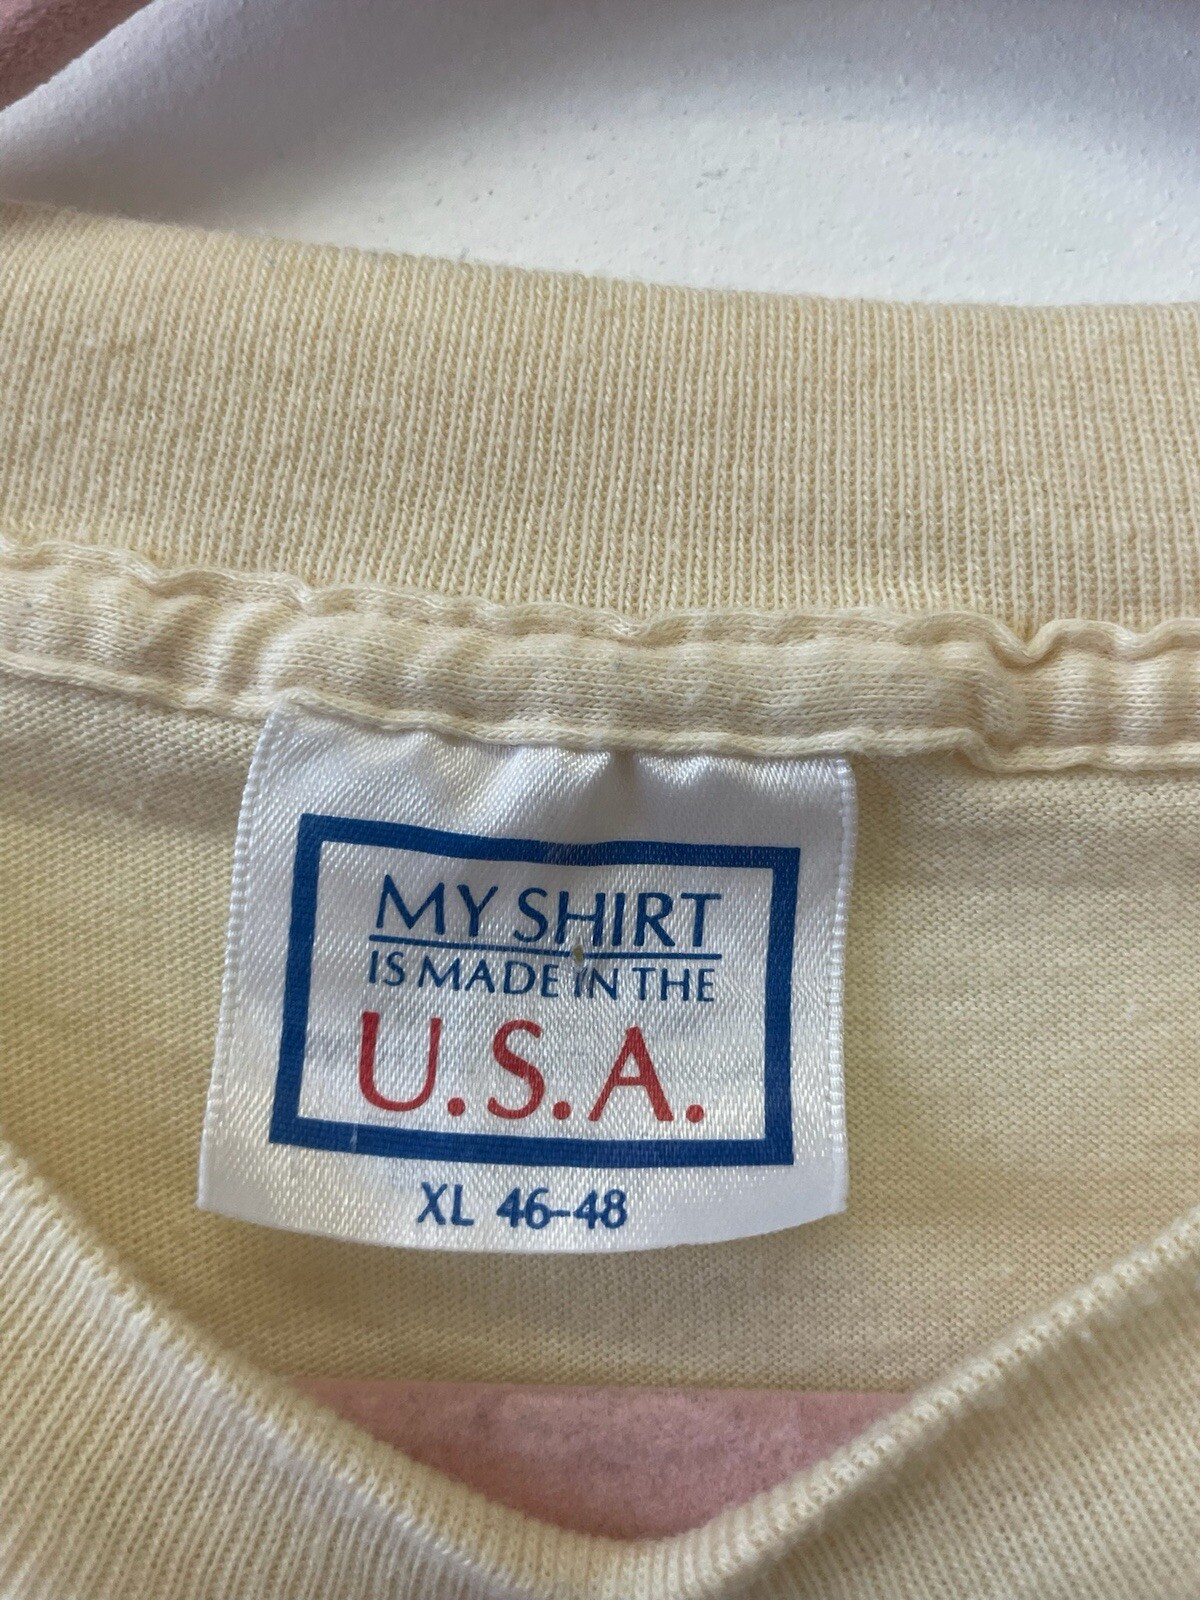 MY SHIRT
IS MADE IN THE
U.S.A.
XL 46-48